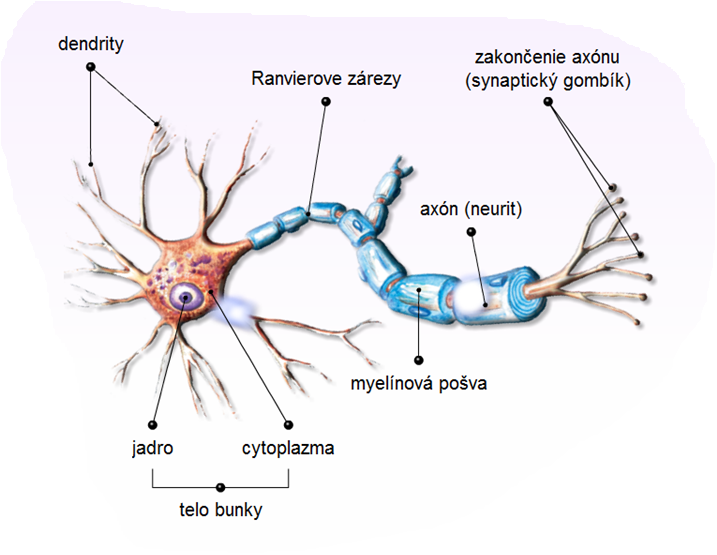 dendrity
Ranvierove zárezy
zakončenie axónu
(synaptický gombík)
axón (neurit)
myelínová pošva
jadro
cytoplazma
telo bunky